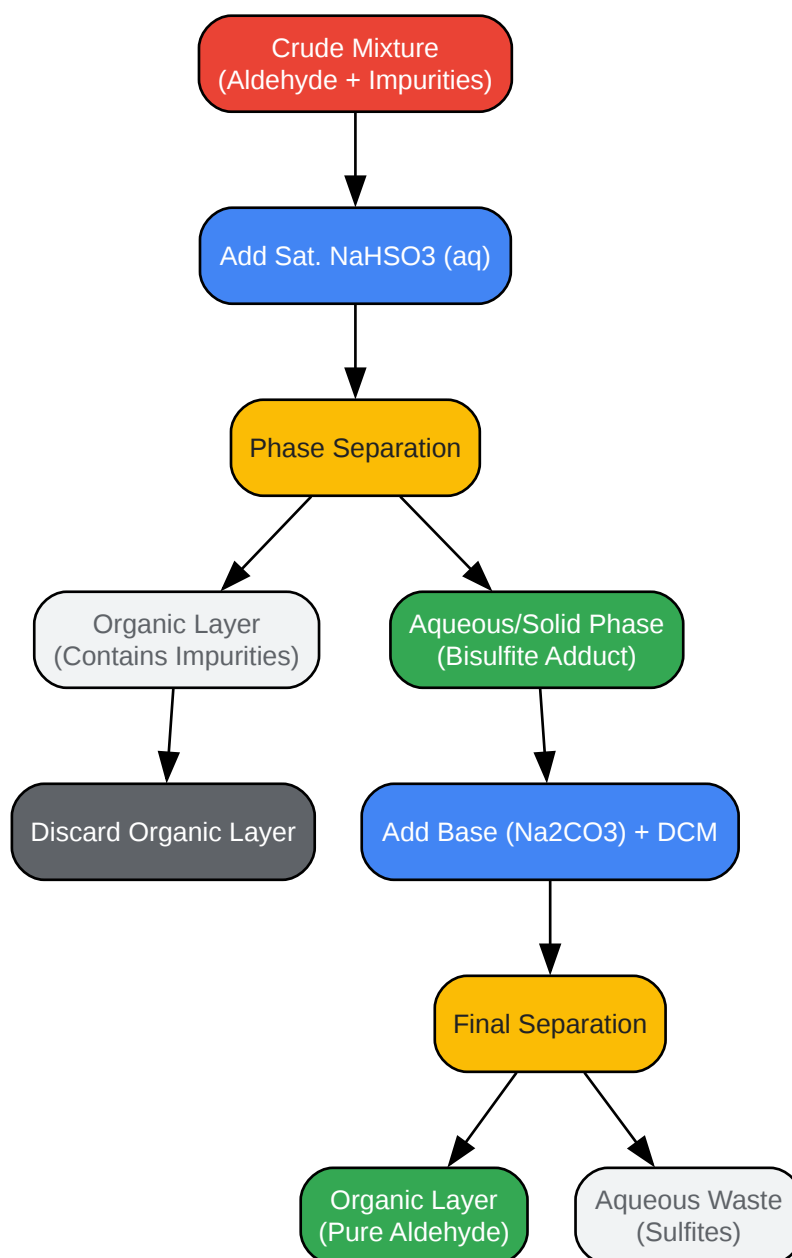 Crude Mixture
(Aldehyde + Impurities)
Add Sat. NaHSO3 (aq)
Phase Separation
Organic Layer
(Contains Impurities)
Aqueous/Solid Phase
(Bisulfite Adduct)
Discard Organic Layer
Add Base (Na2CO3) + DCM
Final Separation
Organic Layer
(Pure Aldehyde)
Aqueous Waste
(Sulfites)